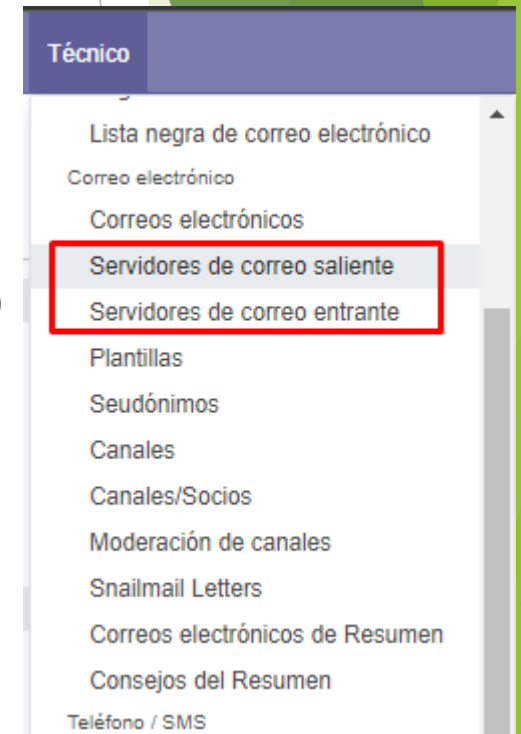 Técnico
Lista negra de correo electrónico
Correo electrónico
Correos electrónicos
Servidores de correo saliente
Servidores de correo entrante
Plantillas
Seudónimos
Canales
Canales/Socios
Moderación de canales
Snailmail Letters
Correos electrónicos de Resumen
Consejos del Resumen
Teléfono / SMS